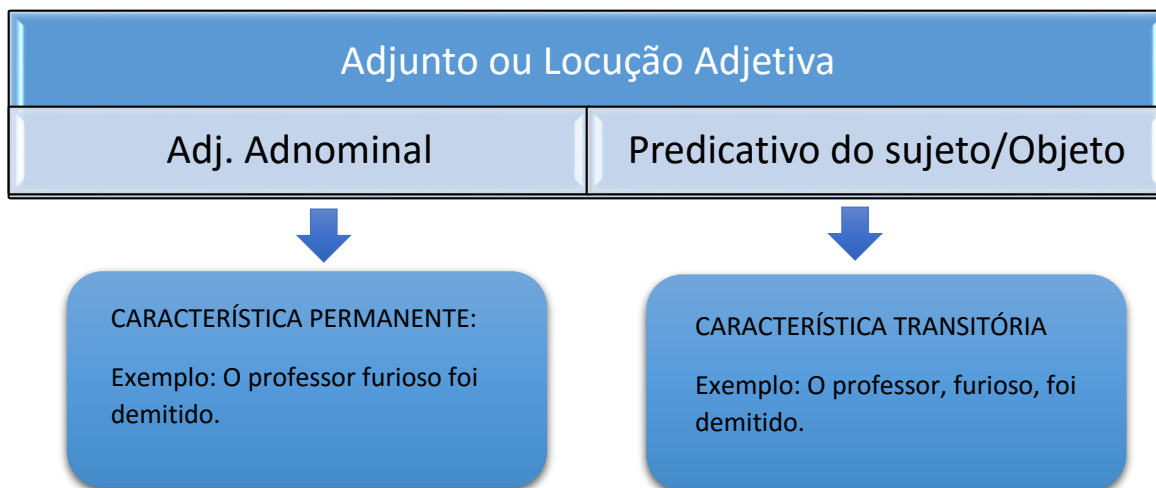 Adjunto ou Locução Adjetiva
Adj. Adnominal
Predicativo do sujeto/Objeto
CARACTERÍSTICA PERMANENTE:
Exemplo: O professor furioso foi
demitido.
CARACTERÍSTICA TRANSITÓRIA
Exemplo: O professor, furioso, foi
demitido.